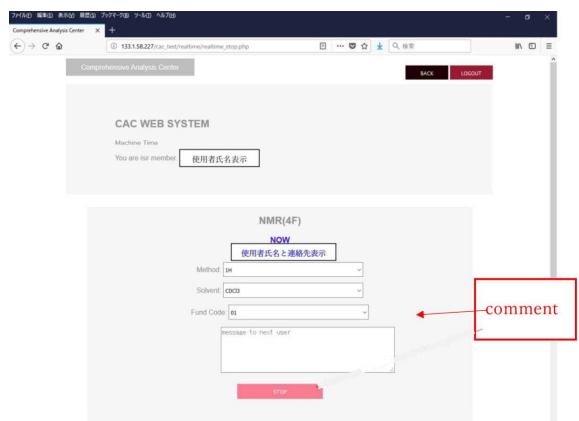 ファイル(F) 編集(E) 表示(V) 履歴(S) ブックマーク(B) ツール(T) ヘルプ(H)
Comprehensive Analysis Center × +
133.1.58.227/cac_test/realtime/realtime_stop.php
検索
Comprehensive Analysis Center
BACK LOGOUT
CAC WEB SYSTEM
Machine Time
You are isir member.
使用者氏名表示
NMR(4F)
NOW
使用者氏名と連絡先表示
Method: 1H
Solvent: CDCl3
Fund Code: 01
message to next user
comment
STOP